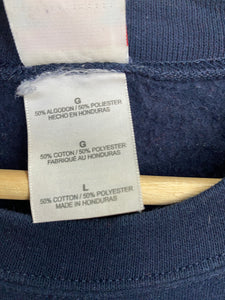 G
50% ALGODON / 50% POLIESTER
HECHO EN HONDURAS
G
50% COTON / 50% POLYESTER
FABRIQUÉ AU HONDURAS
L
50% COTTON / 50% POLYESTER
MADE IN HONDURAS